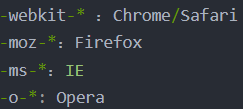 -webkit-* : Chrome/Safari
-moz-*: Firefox
-ms-*: IE
-o-*: Opera